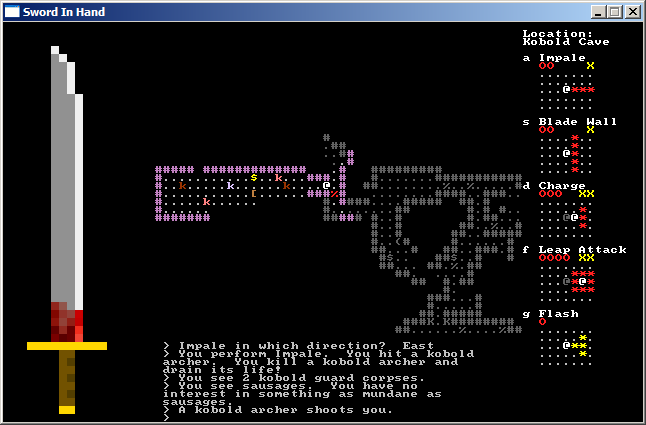 Sword In Hand
Location:
Kobold Cave
a Impale
OO X
s Blade Wall
OO X
d Charge
OOO XX
f Leap Attack
OOOO XX
g Flash
O
> Impale in which direction? East
> You perform Impale. You hit a kobold
archer. You kill a kobold archer and
drain its life!
> You see 2 kobold guard corpses.
> You see sausages. You have no
interest in something as mundane as
sausages.
> A kobold archer shoots you.
>